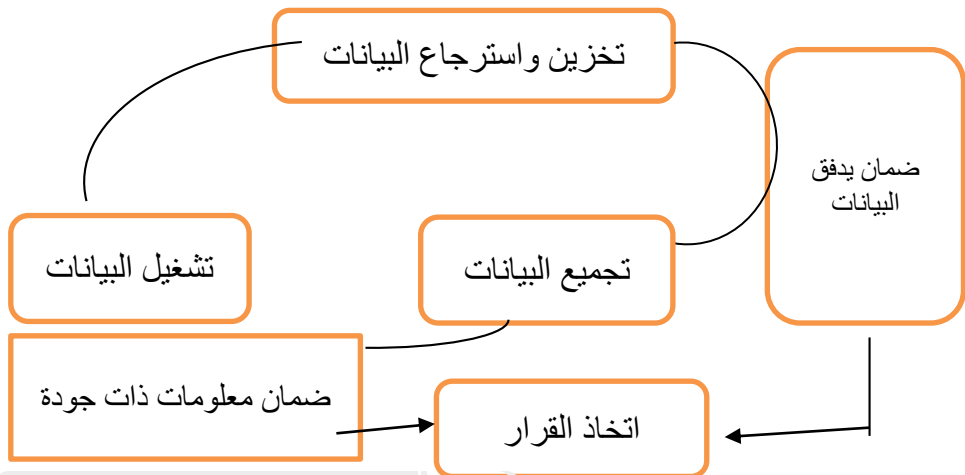 تخزين واسترجاع البيانات
ضمان يدفق
البيانات
تجميع البيانات
تشغيل البيانات
ضمان معلومات ذات جودة
اتخاذ القرار